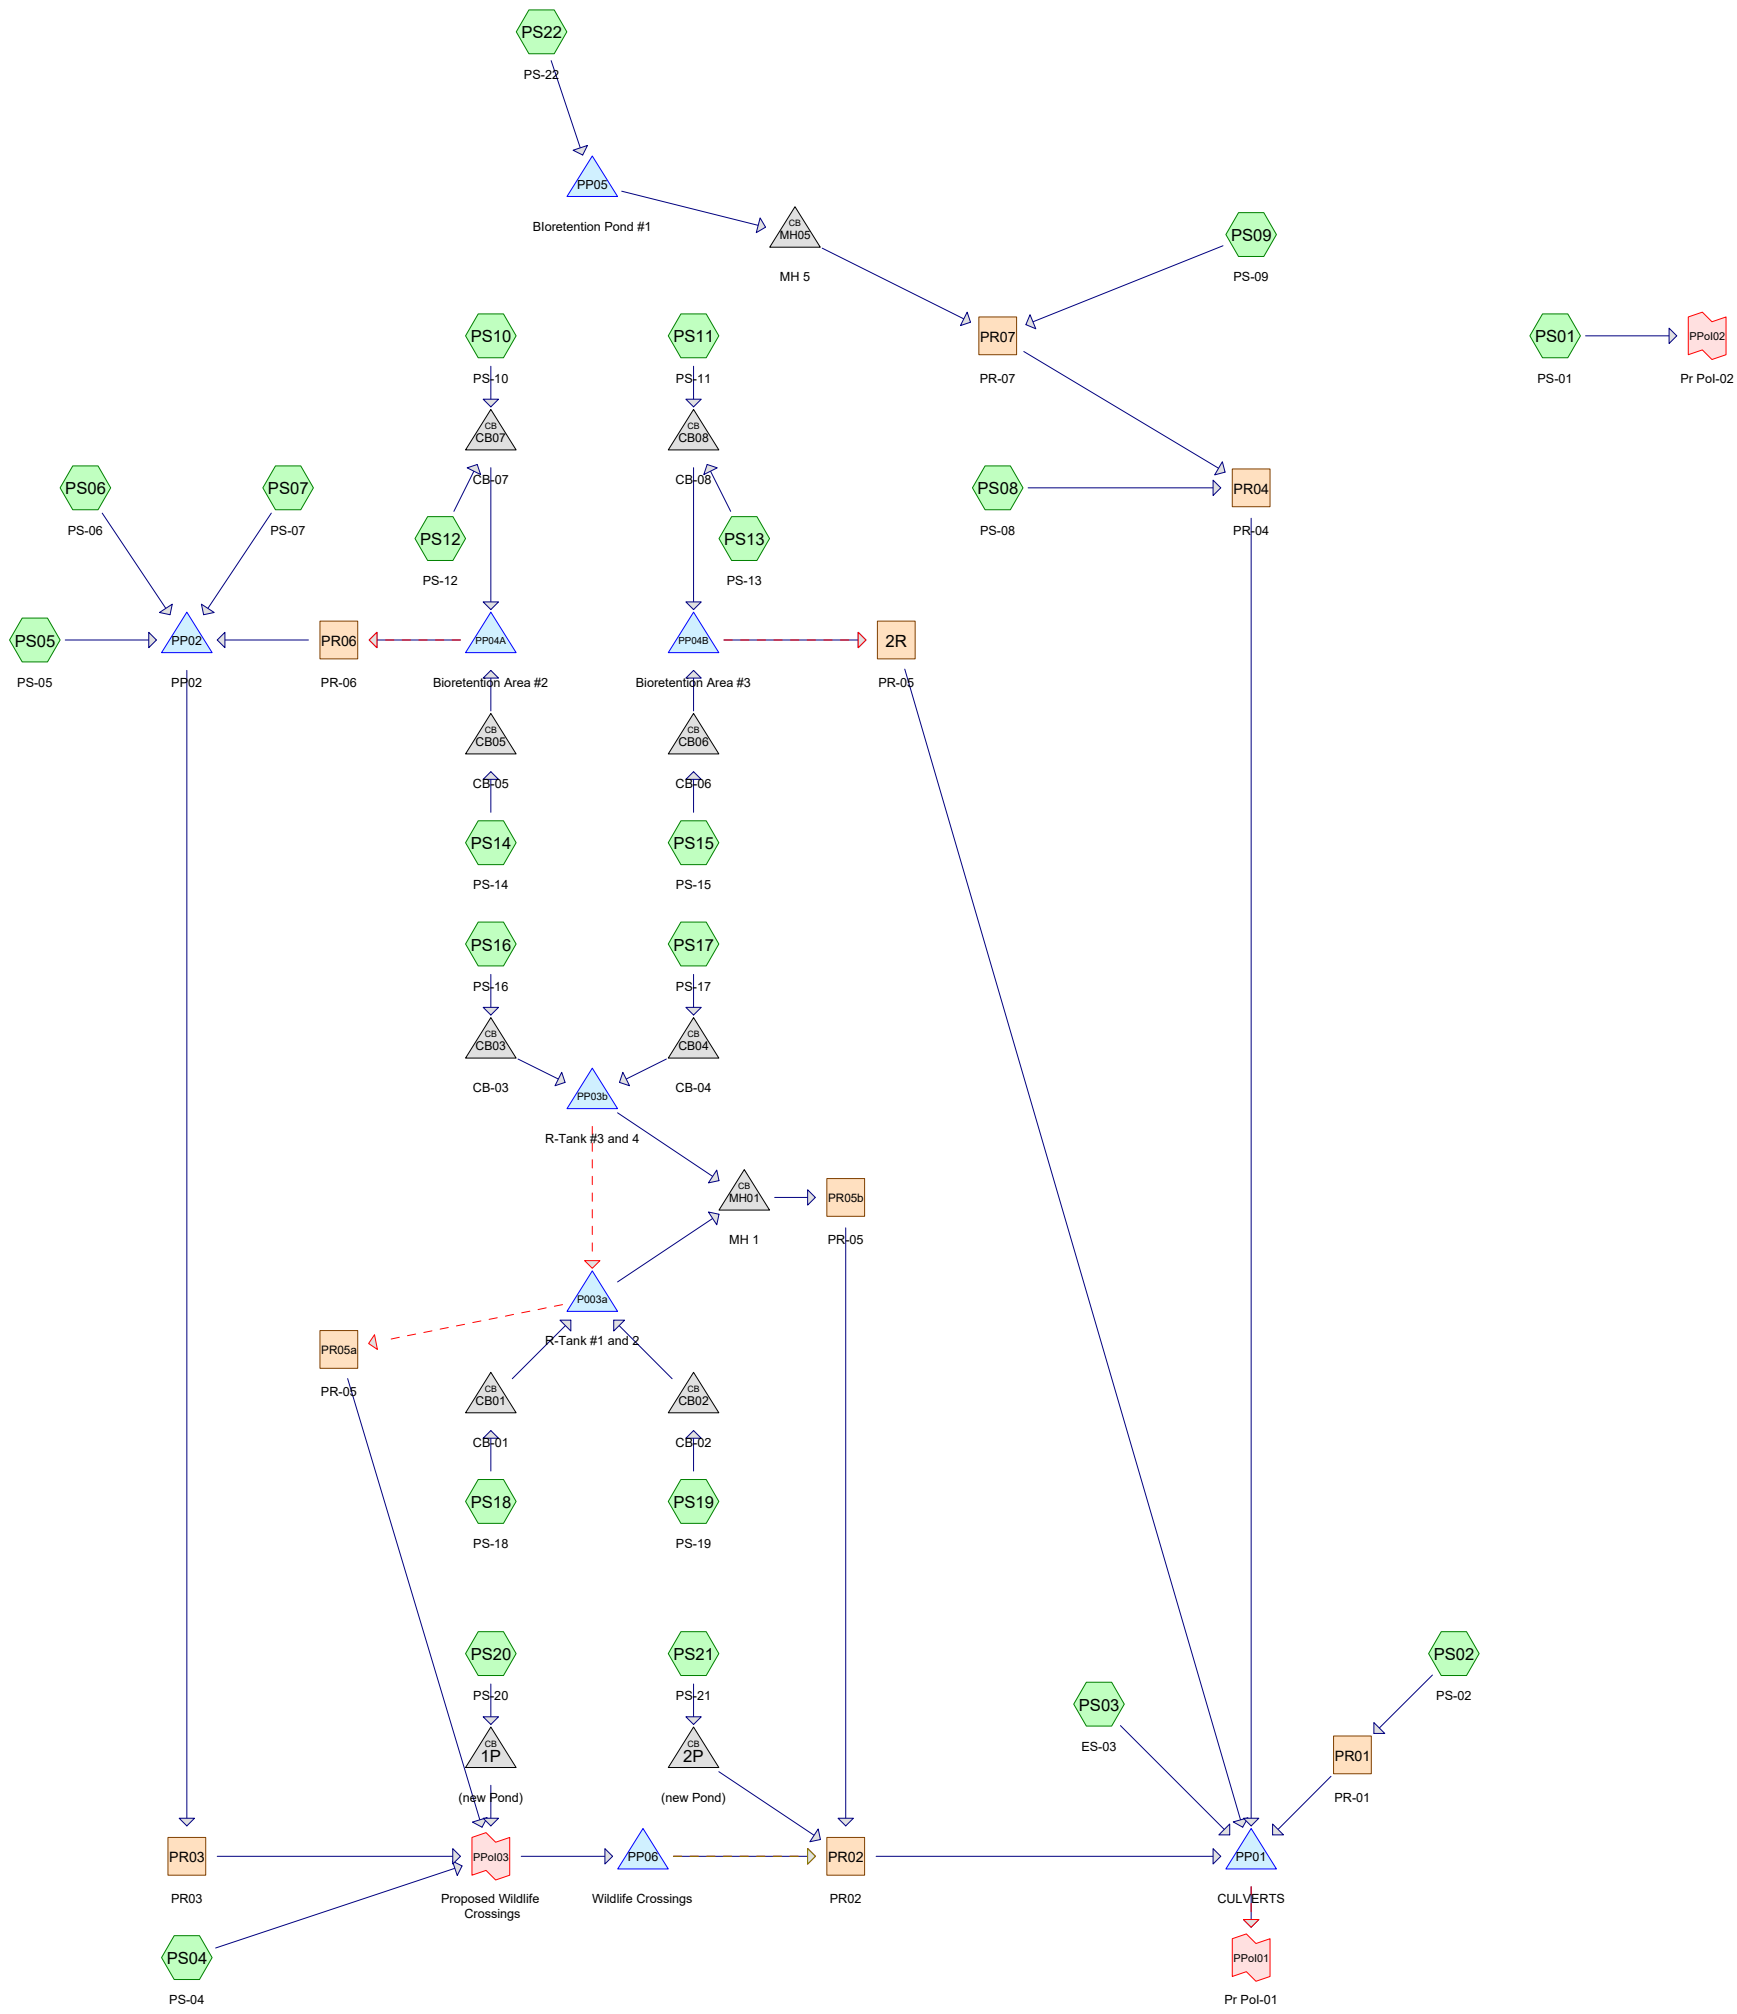 PS22
PS-22
PP05
BIoretention Pond #1
CB
MH05
MH 5
PS09
PS-09
PS10
PS-10
PS11
PS-11
PR07
PR-07
PS01
PS-01
PPoI02
Pr PoI-02
CB
CB07
CB-07
CB
CB08
CB-08
PS06
PS-06
PS07
PS-07
PS08
PS-08
PR04
PR-04
PS12
PS-12
PS13
PS-13
PS05
PS-05
PP02
PP02
PR06
PR-06
PP04A
Bioretention Area #2
PP04B
Bioretention Area #3
2R
PR-05
CB
CB05
CB-05
CB
CB06
CB-06
PS14
PS-14
PS15
PS-15
PS16
PS-16
PS17
PS-17
CB
CB03
CB-03
CB
CB04
CB-04
PP03b
R-Tank #3 and 4
CB
MH01
MH 1
PR05b
PR-05
P003a
R-Tank #1 and 2
PR05a
PR-05
CB
CB01
CB-01
CB
CB02
CB-02
PS18
PS-18
PS19
PS-19
PS20
PS-20
PS21
PS-21
PS02
PS-02
PS03
ES-03
CB
1P
(new Pond)
CB
2P
(new Pond)
PR01
PR-01
PR03
PR03
PPoI03
Proposed Wildlife
Crossings
PP06
Wildlife Crossings
PR02
PR02
PP01
CULVERTS
PS04
PS-04
PPoI01
Pr PoI-01